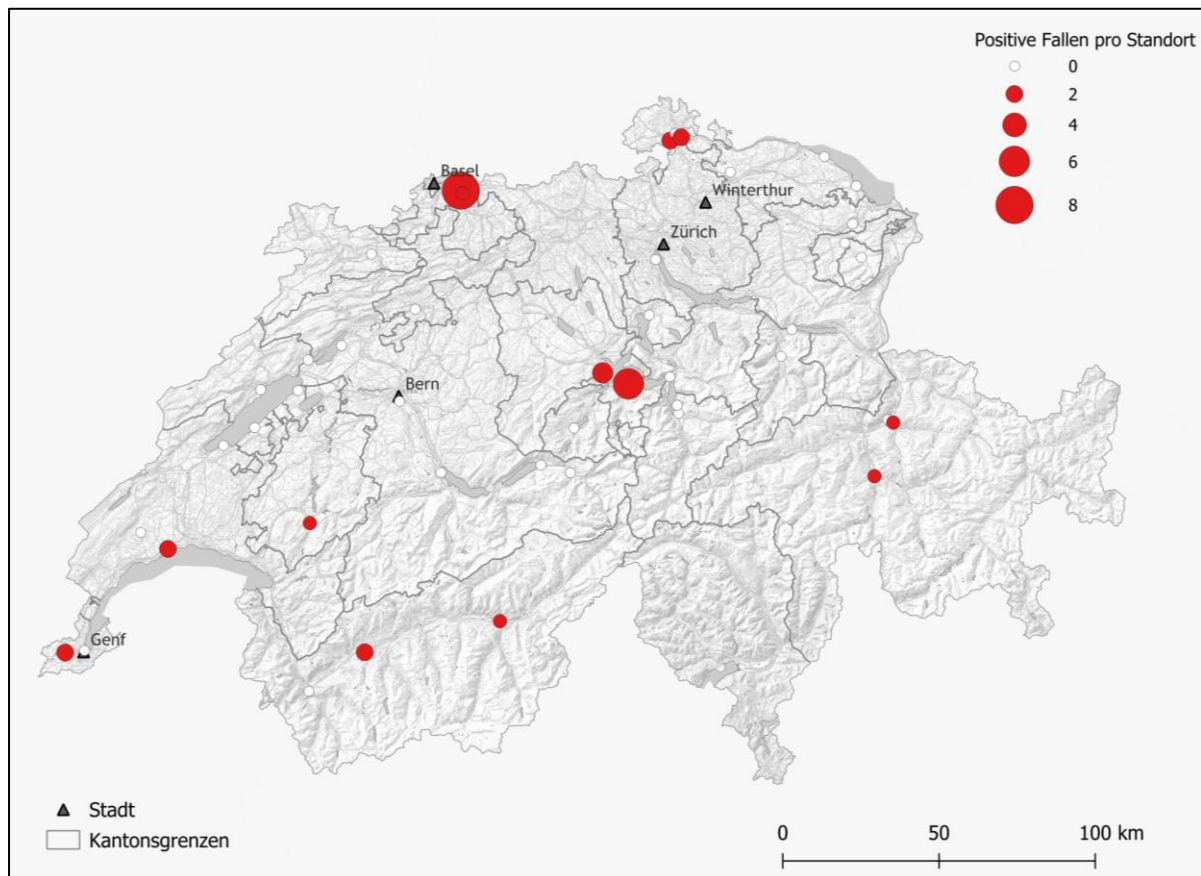 Positive Fallen pro Standort
0
2
4
6
8
Basel
Winterthur
Zürich
Bern
Genf
Stadt
Kantonsgrenzen
0 50 100 km